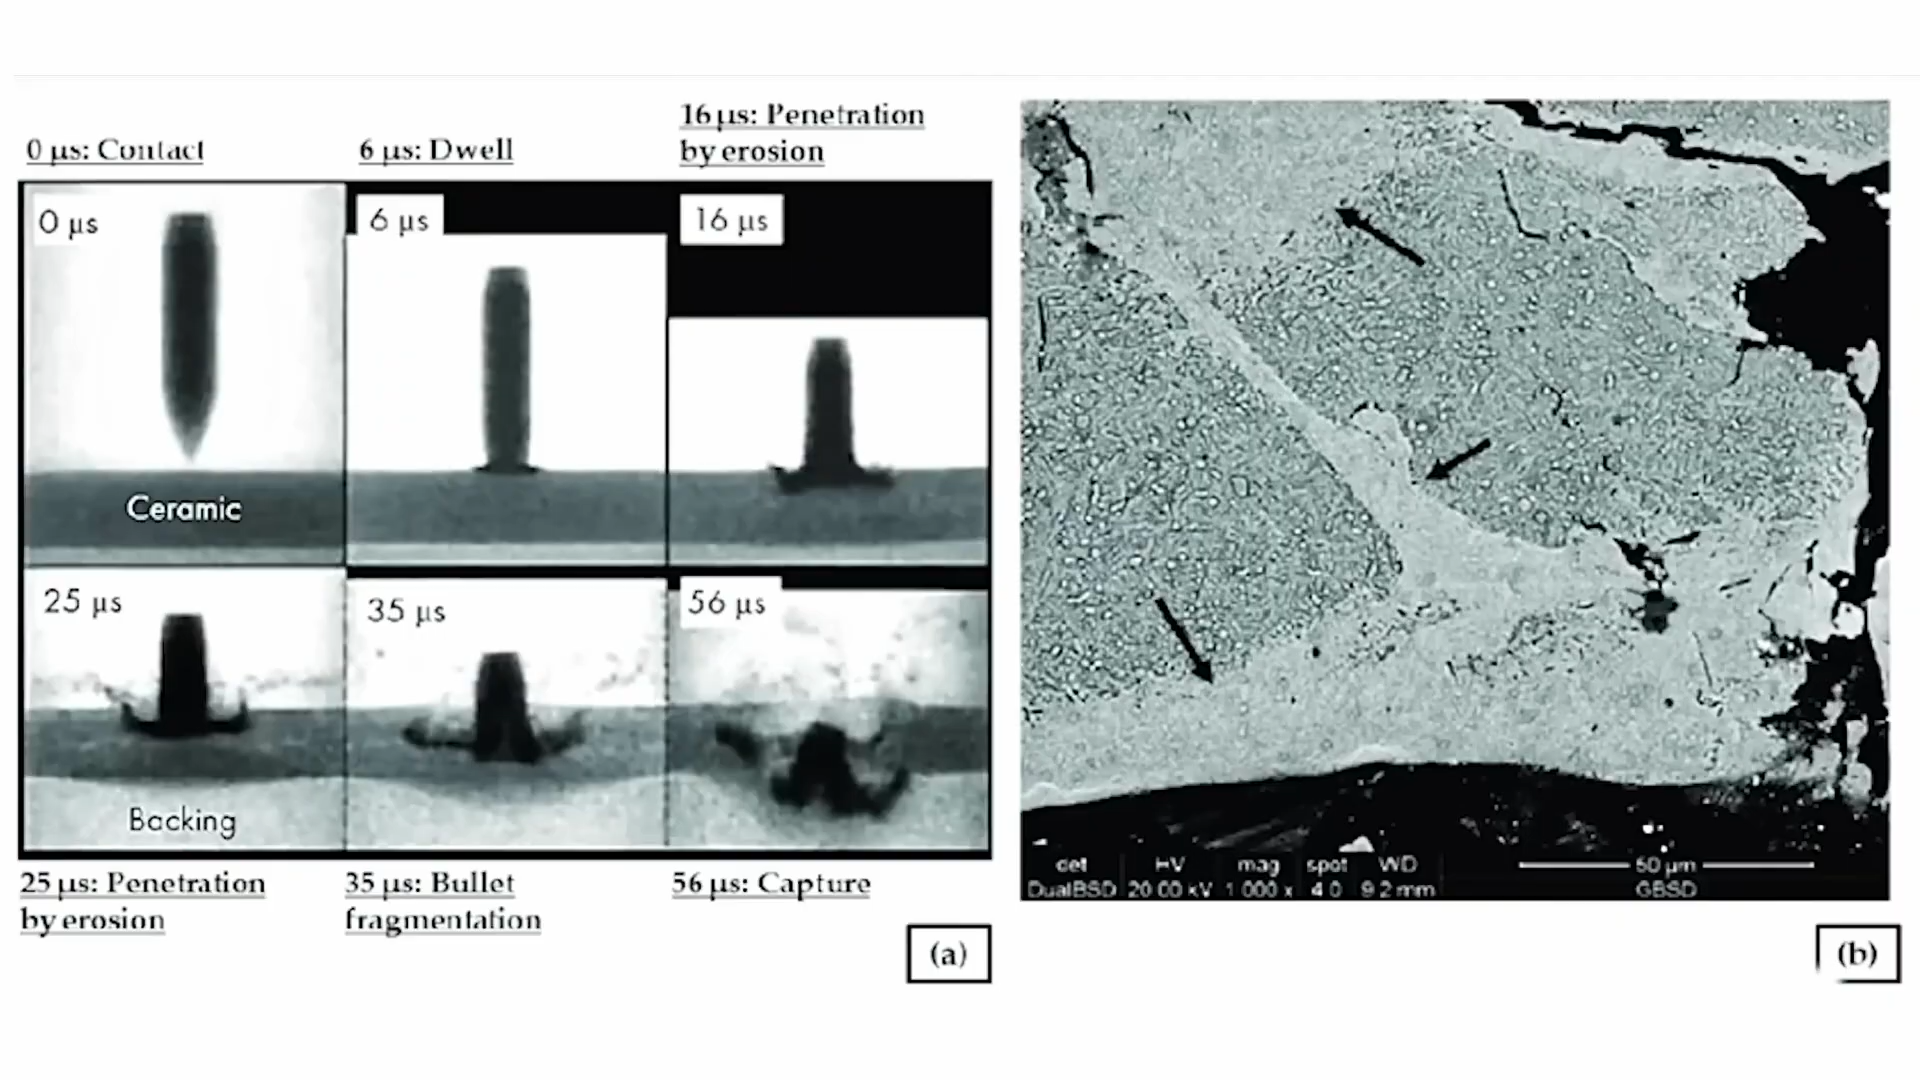 16 µs: Penetration
by erosion
0 µs: Contact
6 µs: Dwell
0 µs
6 µs
16 µs
Ceramic
25 µs
35 µs
56 µs
Backing
25 µs: Penetration
by erosion
35 µs: Bullet
fragmentation
56 µs: Capture
(a)
det HV mag spot WD 50 µm
DualBSD 20.00 kV 1 000 x 4.0 9.2 mm GBSD
(b)